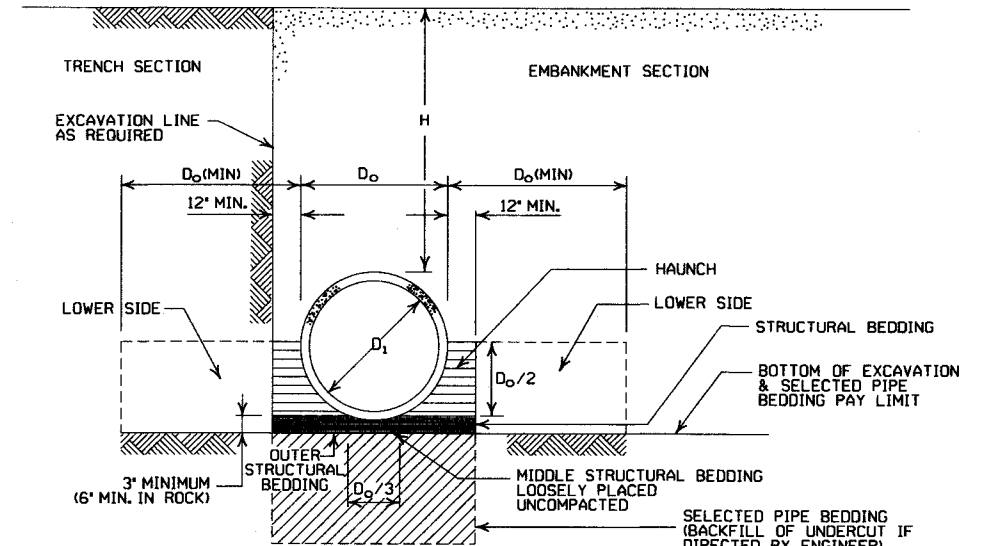 TRENCH SECTION
EMBANKMENT SECTION
EXCAVATION LINE
AS REQUIRED
H
Do(MIN)
Do
Do(MIN)
12" MIN.
12" MIN.
HAUNCH
LOWER SIDE
LOWER SIDE
STRUCTURAL BEDDING
D1
Do/2
BOTTOM OF EXCAVATION
& SELECTED PIPE
BEDDING PAY LIMIT
OUTER
STRUCTURAL
BEDDING
3" MINIMUM
(6" MIN. IN ROCK)
Do/3
MIDDLE STRUCTURAL BEDDING
LOOSELY PLACED
UNCOMPACTED
SELECTED PIPE BEDDING
(BACKFILL OF UNDERCUT IF
DIRECTED BY ENGINEER)